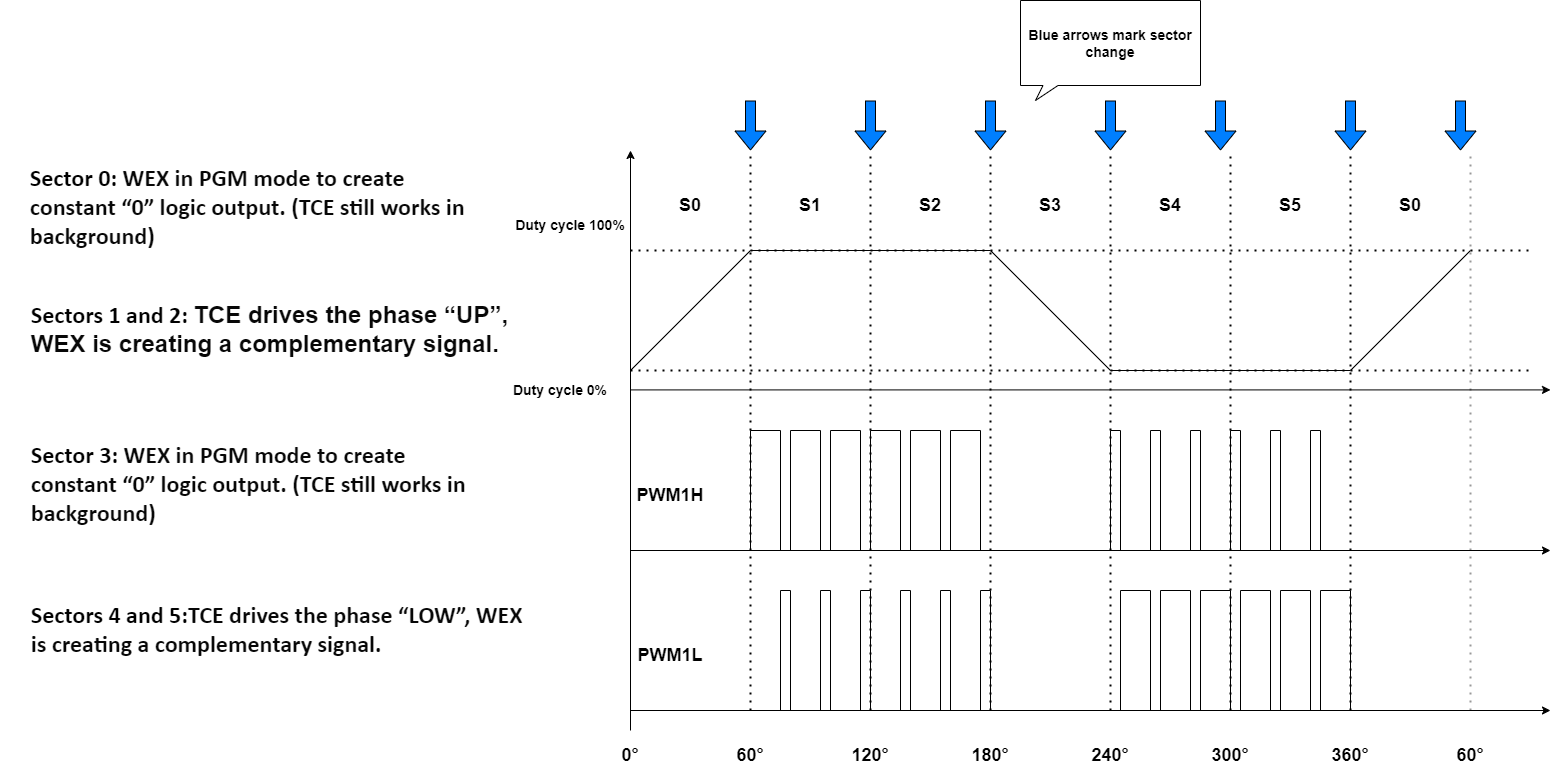 Blue arrows mark sector
change
Sector 0: WEX in PGM mode to create
constant “0” logic output. (TCE still works in
background)
S0 S1 S2 S3 S4 S5 S0
Duty cycle 100%
Sectors 1 and 2: TCE drives the phase “UP”,
WEX is creating a complementary signal.
Duty cycle 0%
Sector 3: WEX in PGM mode to create
constant “0” logic output. (TCE still works in
background)
PWM1H
Sectors 4 and 5:TCE drives the phase “LOW”, WEX
is creating a complementary signal.
PWM1L
0° 60° 120° 180° 240° 300° 360° 60°